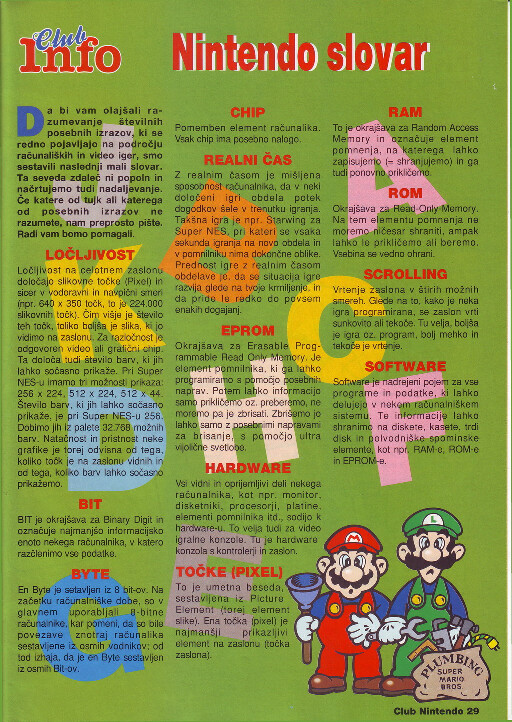 Club
Info
Nintendo slovar
Da bi vam olajšali ra-
zumevanje številnih
posebnih izrazov, ki se
redno pojavljajo na področju
računalniških in video iger, smo
sestavili naslednji mali slovar.
Ta seveda zdaleč ni popoln in
načrtujemo tudi nadaljevanje.
Če katere od tujk ali katerega
od posebnih izrazov ne
razumete, nam preprosto pište.
Radi vam bomo pomagali.
LOČLJIVOST
Ločljivost na celotnem zaslonu
določajo slikovne točke (Pixel) in
sicer v vodoravni in navpični smeri
(npr. 640 x 350 točk, to je 224.000
slikovnih točk). Čim višje je število
teh točk, toliko boljša je slika, ki jo
vidimo na zaslonu. Za različnost je
odgovoren video ali grafični chip.
Ta določa tudi število barv, ki jih
lahko sočasno prikaže. Pri Super
NES-u imamo tri možnosti prikaza:
256 x 224, 512 x 224, 512 x 44.
Število barv, ki jih lahko sočasno
prikaže, je pri Super NES-u 256.
Dobimo jih iz palete 32.768 možnih
barv. Natačnost in pristnost neke
grafike je torej odvisna od tega,
koliko točk je na zaslonu vidnih in
od tega, koliko barv lahko sočasno
prikažemo.
BIT
BIT je okrajšava za Binary Digit in
označuje najmanjšo informacijsko
enoto nekega računalnika, v katero
razčlenimo vse podatke.
BYTE
En Byte je setavljen iz 8 bit-ov. Na
začetku računalniške dobe, so v
glavnem uporabljali 8-bitne
računalnike, kar pomeni, da so bile
povezave znotraj računalika
sestavljene iz osmih vodnikov; od
tod izhaja, da je en Byte sestavljen
iz osmih Bit-ov.
CHIP
Pomemben element računalika.
Vsak chip ima posebno nalogo.
REALNI ČAS
Z realnim časom je mišljena
sposobnost računalnika, da v neki
določeni igri obdela potek
dogodkov šele v trenutku igranja.
Takšna igra je npr. Starwing za
Super NES, pri kateri se vsaka
sekunda igranja na novo obdela in
v pomnilniku nima dokončne oblike.
Prednost iger z realnim časom
obdelave je, da se situacija igre
razvija glede na tvoje krmiljenje, in
da pride le redko do povsem
enakih dogajanj.
EPROM
Okrajšava za Erasable Prog-
rammable Read Only Memory. Je
element pomnilnika, ki ga lahko
programiramo s pomočjo posebnih
naprav. Potem lahko informacijo
samo prikličemo oz. preberemo, ne
moremo pa je zbrisati. Zbrišemo jo
lahko samo z posebnimi napravami
za brisanje, s pomočjo ultra
vijolične svetlobe.
HARDWARE
Vsi vidni in oprijemljivi deli nekega
računalnika, kot npr. monitor,
disketniki, procesorji, platine,
elementi pomnilnika itd., sodijo k
hardware-u. To velja tudi za video
igralne konzole. Tu je hardware
konzola s kontrolerji in zaslon.
TOČKE (PIXEL)
To je umetna beseda,
sestavljena iz Picture
Element (torej element
slike). Ena točka (pixel) je
najmanjši prikazljivi
element na zaslonu (točka
zaslona).
RAM
To je okrajšava za Random Access
Memory in označuje element
pomnenja, na katerega lahko
zapisujemo (= shranjujemo) in ga
tudi ponovno prikličemo.
ROM
Okrajšava za Read Only Memory.
Na tem elementu pomnenja ne
moremo ničesar shraniti, ampak
lahko le prikličemo ali beremo.
Vsebina se vedno ohrani.
SCROLLING
Vrtenje zaslona v štirih možnih
smereh. Glede na to, kako je neka
igra programirana, se zaslon vrti
sunkovito ali tekoče. Tu velja, boljša
je igra oz. program, bolj mehko in
tekoče je vrtenje.
SOFTWARE
Software je nadrejeni pojem za vse
programe in podatke, ki lahko
delujejo v nekem računalniškem
sistemu. Te informacije lahko
shranimo na diskete, kasete, trdi
disk in polvodniške spominske
elemente, kot npr. RAM-e, ROM-e
in EPROM-e.
L
M
PLUMBING
SUPER
MARIO
BROS.
Club Nintendo 29